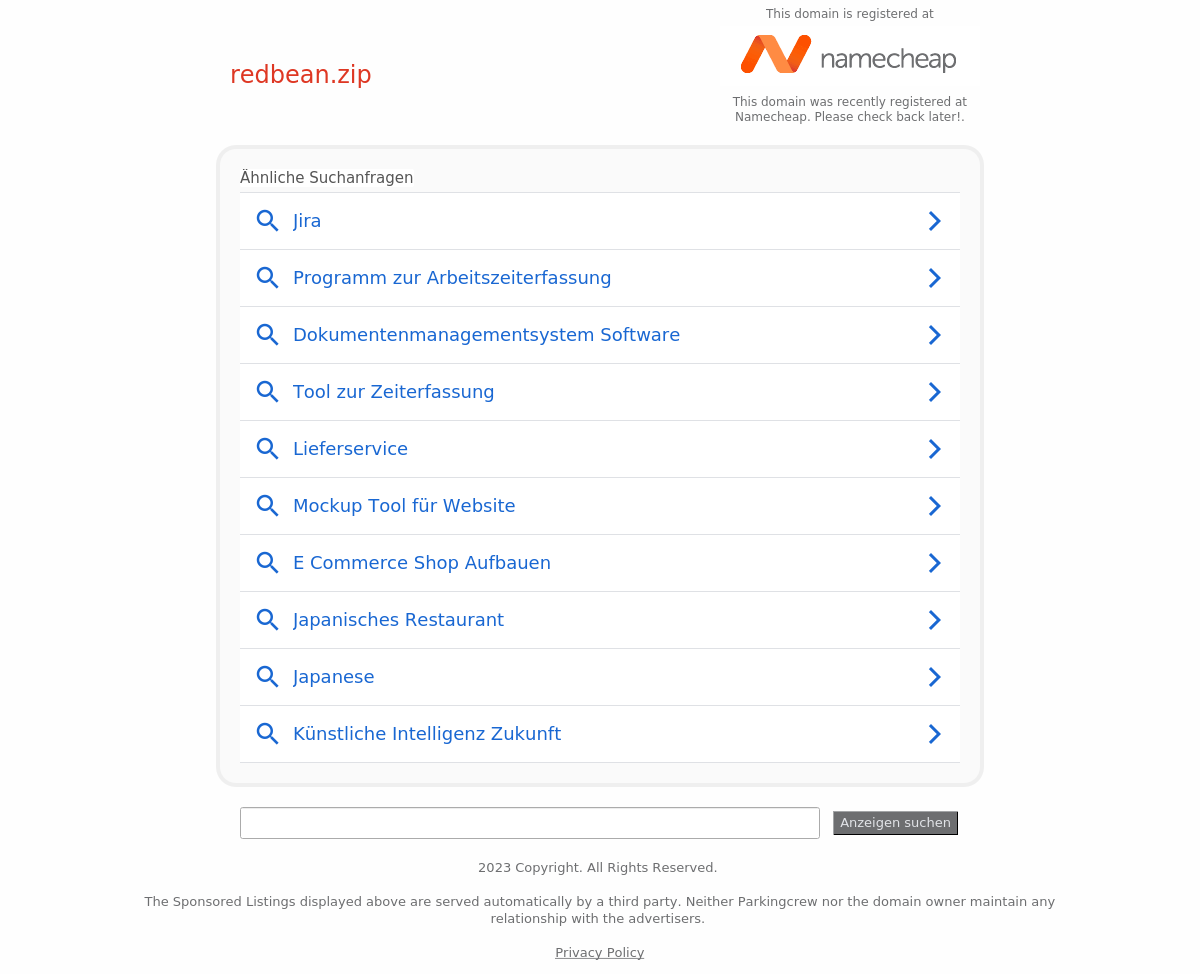 This domain is registered at
namecheap
redbean.zip
This domain was recently registered at
Namecheap. Please check back later!.
Ähnliche Suchanfragen
Jira
Programm zur Arbeitszeiterfassung
Dokumentenmanagementsystem Software
Tool zur Zeiterfassung
Lieferservice
Mockup Tool für Website
E Commerce Shop Aufbauen
Japanisches Restaurant
Japanese
Künstliche Intelligenz Zukunft
Anzeigen suchen
2023 Copyright. All Rights Reserved.
The Sponsored Listings displayed above are served automatically by a third party. Neither Parkingcrew nor the domain owner maintain any
relationship with the advertisers.
Privacy Policy